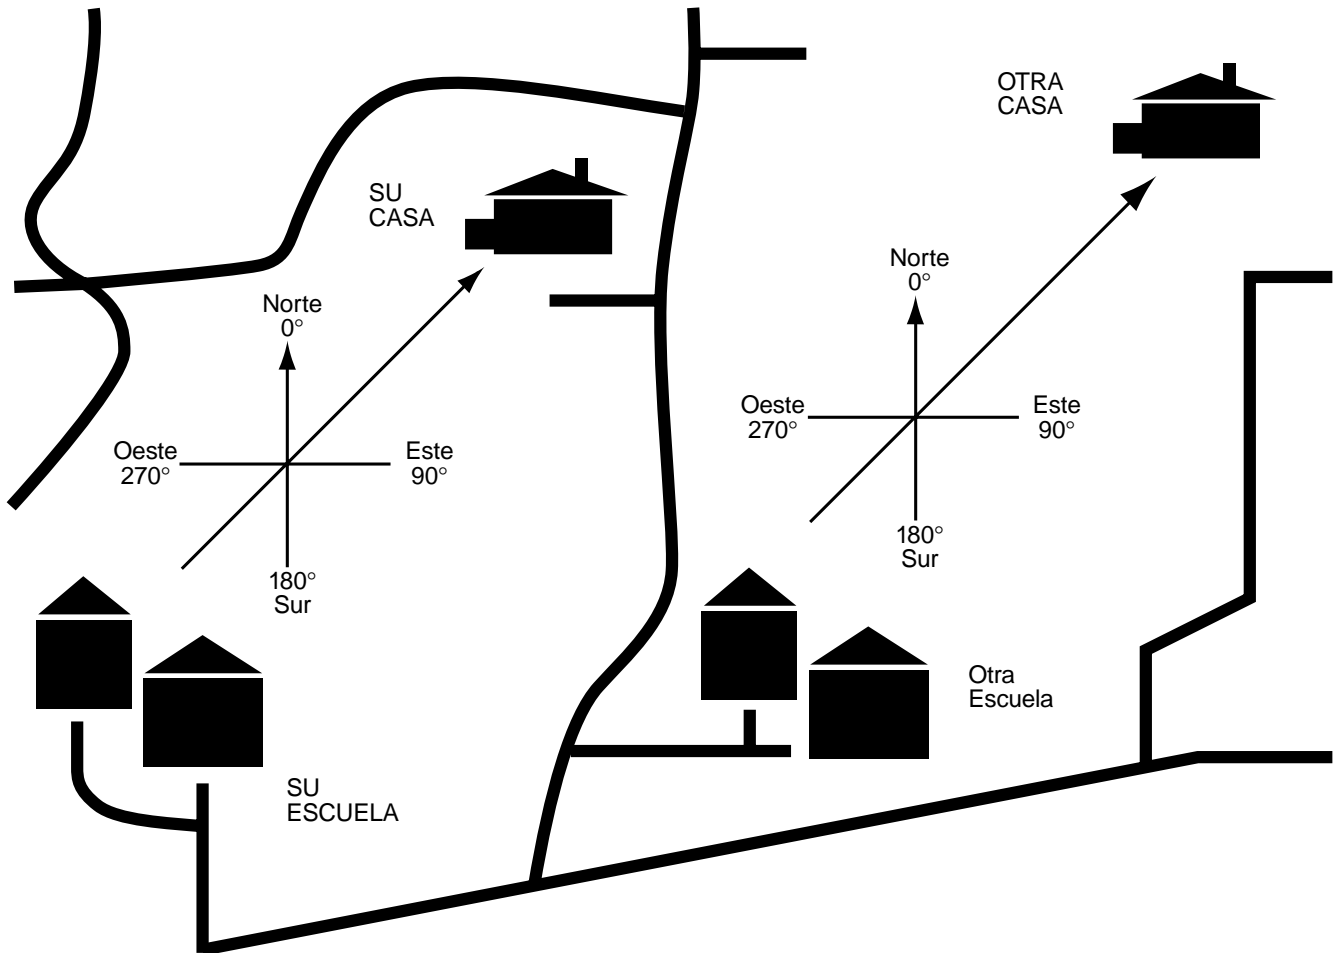 OTRA
CASA
SU
CASA
Norte
0°
Norte
0°
Oeste
270°
Este
90°
Oeste
270°
Este
90°
180°
Sur
180°
Sur
Otra
Escuela
SU
ESCUELA